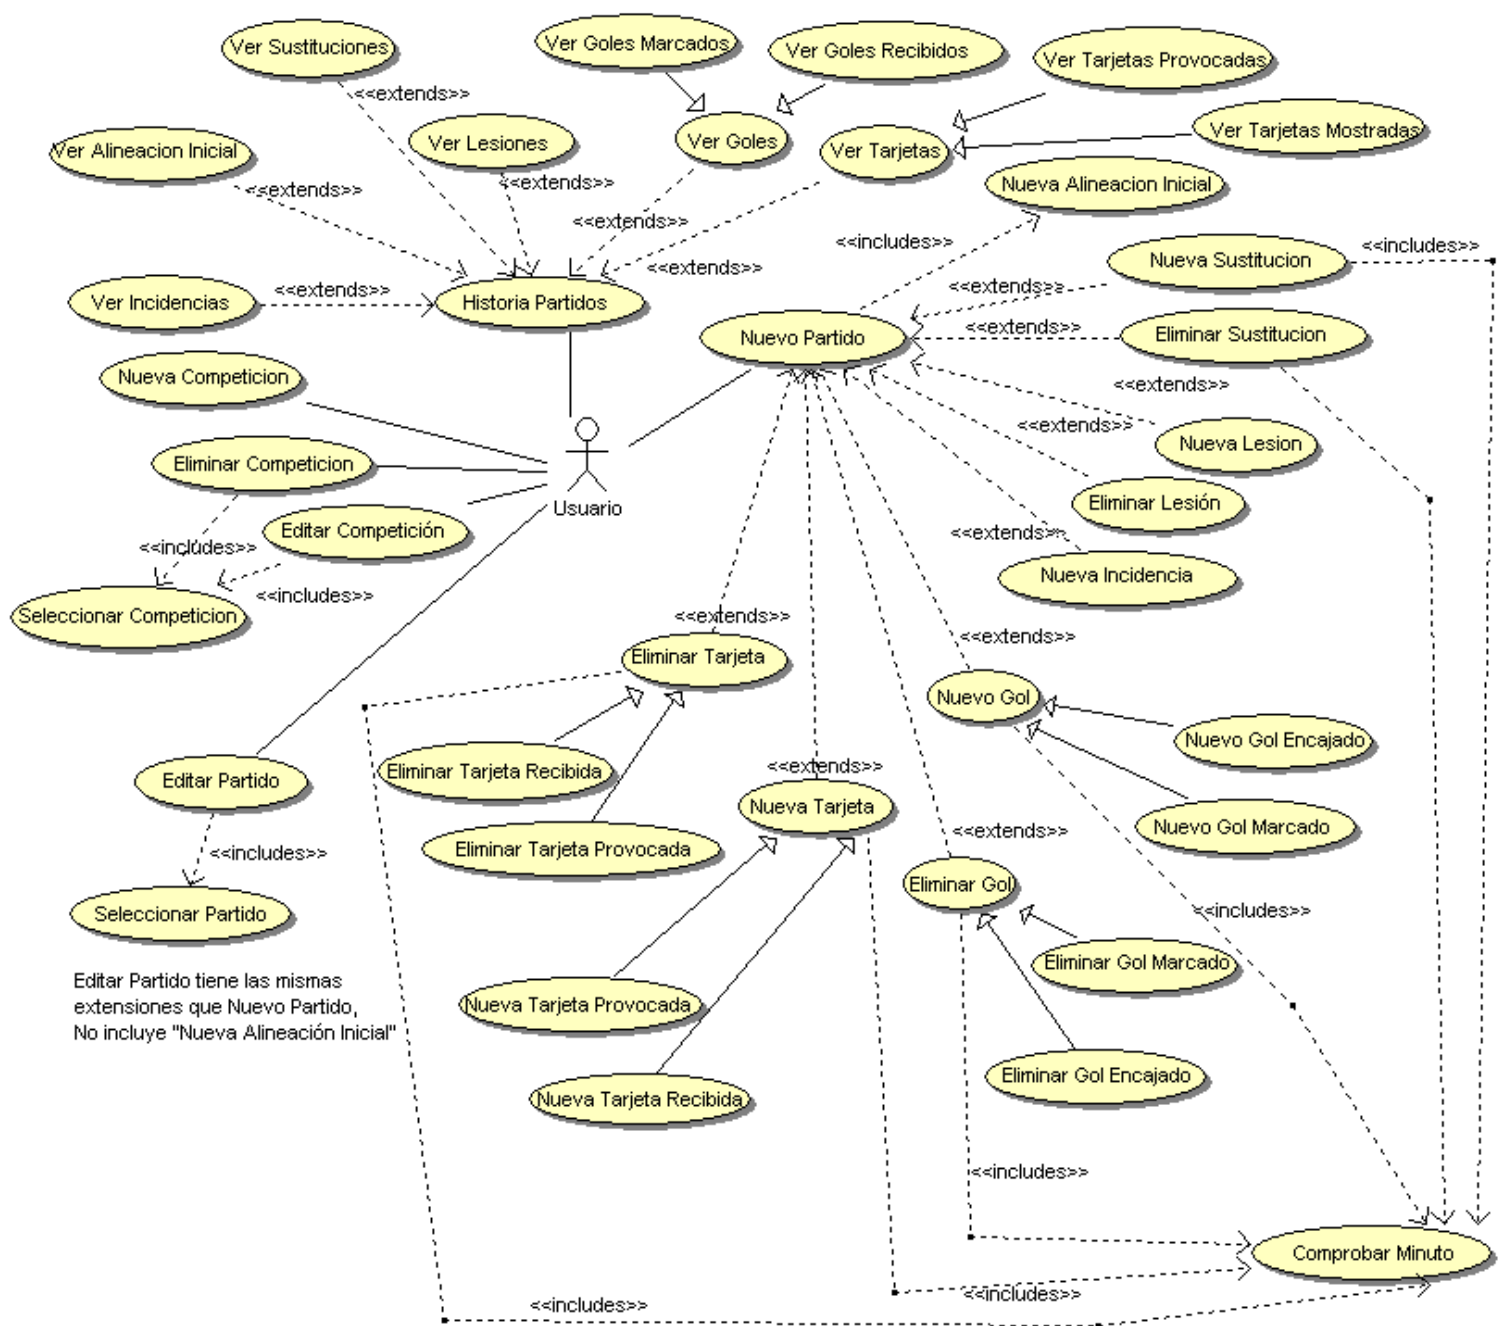 Ver Sustituciones
Ver Goles Marcados
Ver Goles Recibidos
Ver Tarjetas Provocadas
<<extends>>
Ver Alineacion Inicial
Ver Lesiones
Ver Goles
Ver Tarjetas
Ver Tarjetas Mostradas
<<extends>>
<<extends>>
Nueva Alineacion Inicial
<<extends>>
<<includes>>
<<includes>>
<<extends>>
Nueva Sustitucion
Ver Incidencias
<<extends>>
Historia Partidos
<<extends>>
Nuevo Partido
<<extends>>
Eliminar Sustitucion
Nueva Competicion
<<extends>>
<<extends>>
Nueva Lesion
Eliminar Competicion
Usuario
Eliminar Lesión
Editar Competición
<<includes>>
<<extends>>
Nueva Incidencia
<<includes>>
Seleccionar Competicion
<<extends>>
<<extends>>
Eliminar Tarjeta
Nuevo Gol
Nuevo Gol Encajado
Editar Partido
Eliminar Tarjeta Recibida
<<extends>>
Nueva Tarjeta
Nuevo Gol Marcado
<<extends>>
Eliminar Tarjeta Provocada
<<includes>>
Eliminar Gol
Seleccionar Partido
<<includes>>
Eliminar Gol Marcado
Editar Partido tiene las mismas
extensiones que Nuevo Partido,
No incluye "Nueva Alineación Inicial"
Nueva Tarjeta Provocada
Eliminar Gol Encajado
Nueva Tarjeta Recibida
<<includes>>
Comprobar Minuto
<<includes>>
<<includes>>